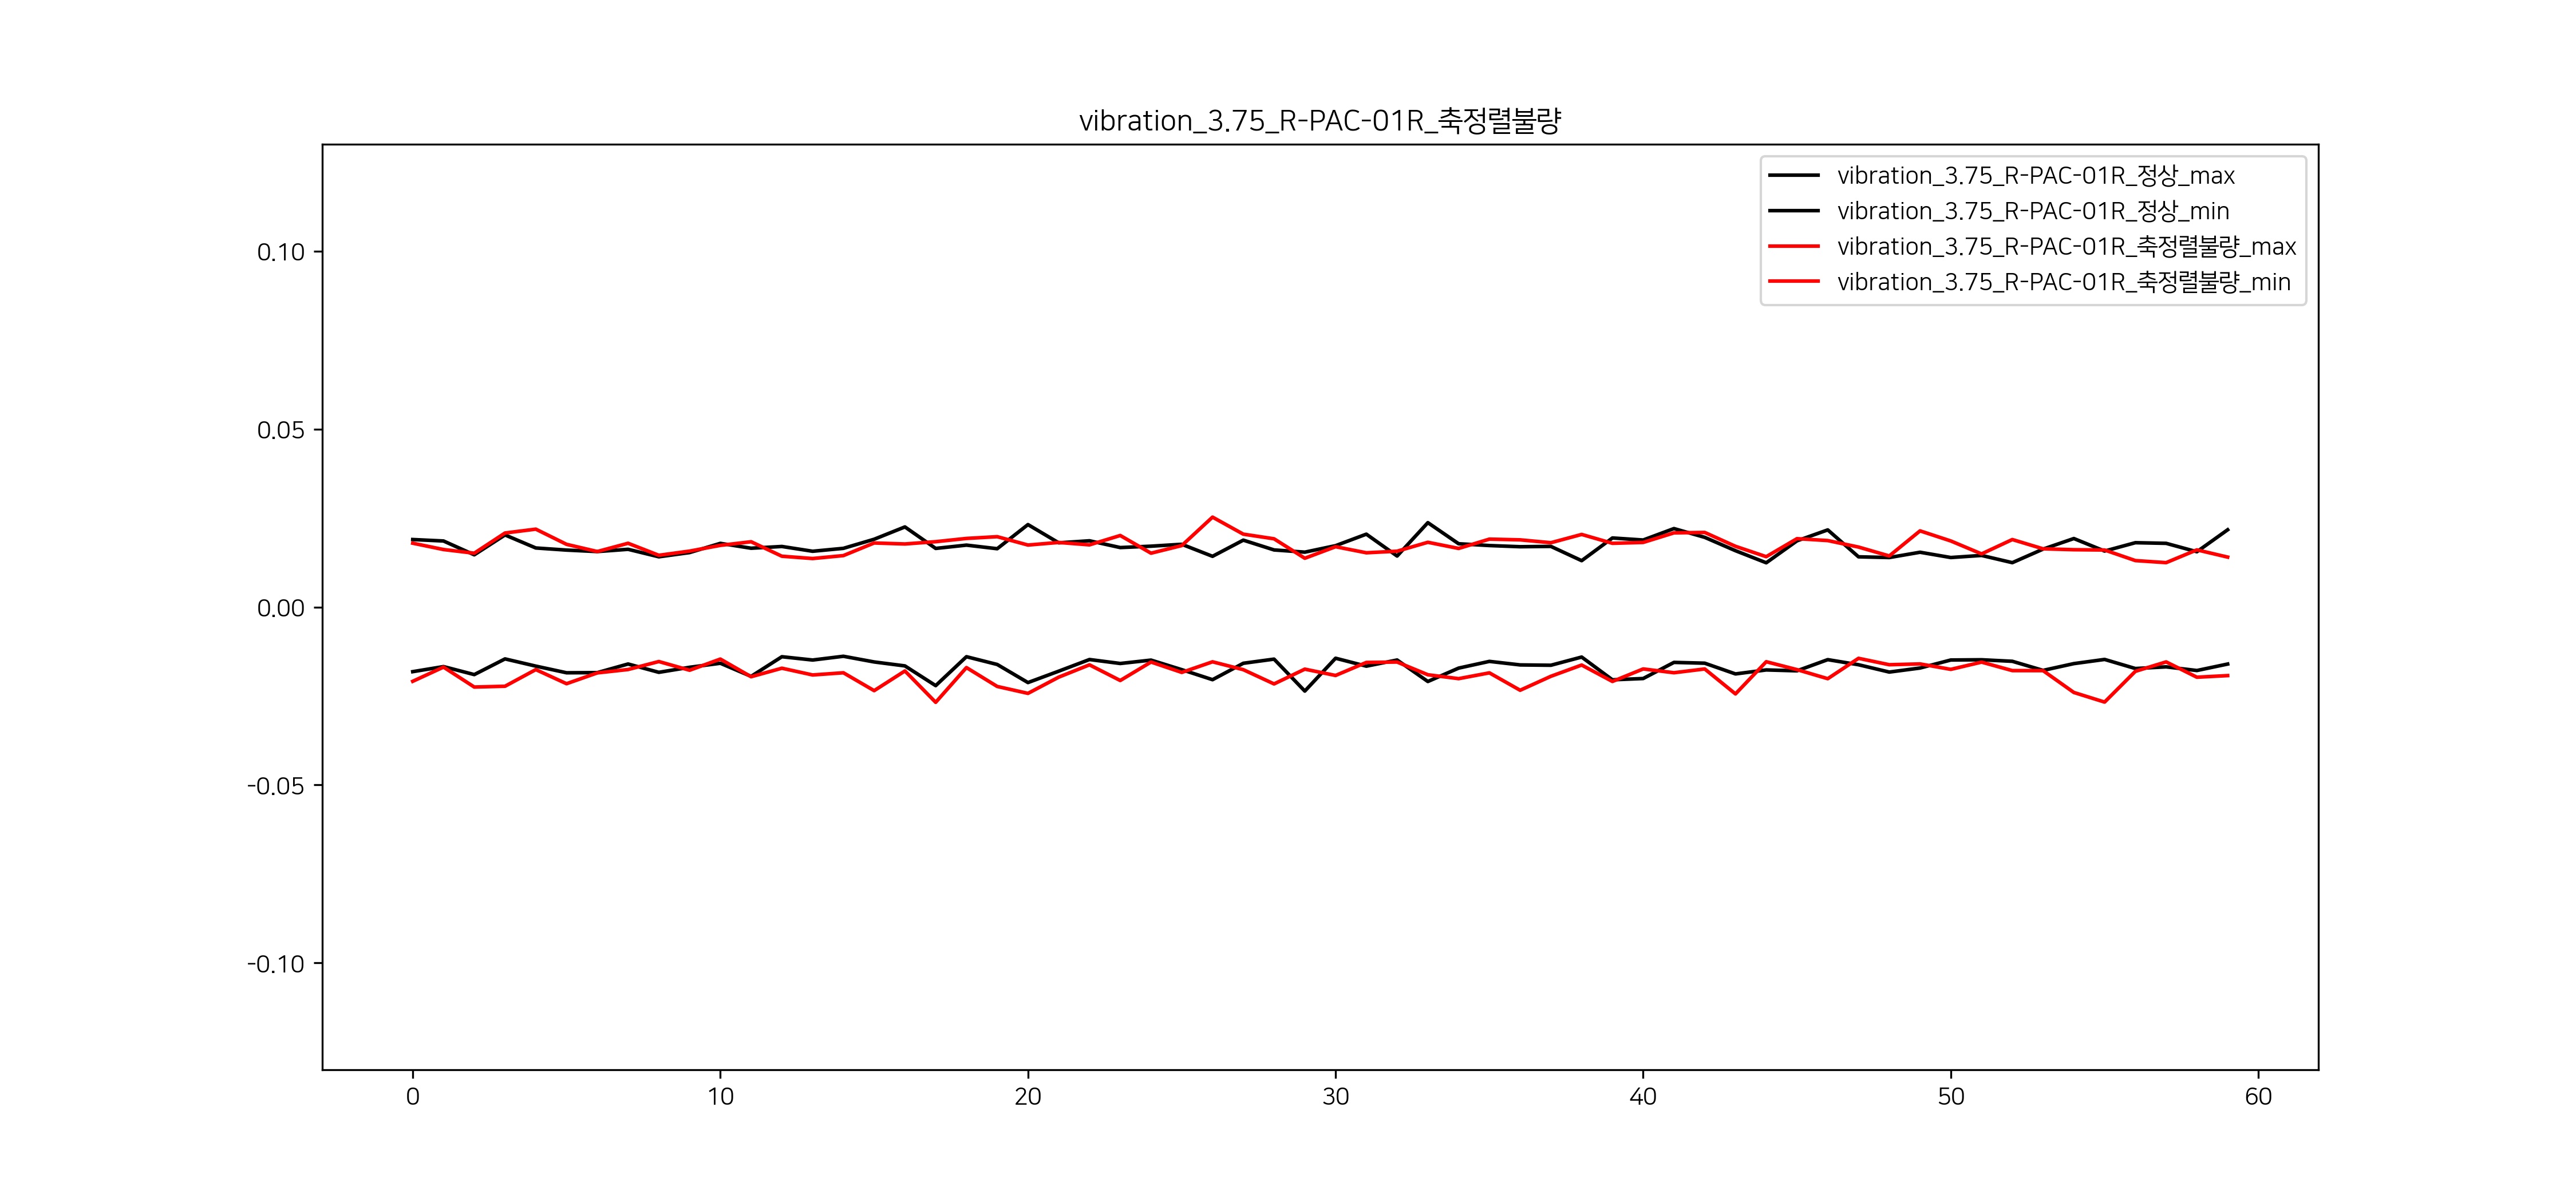 vibration_3.75_R-PAC-01R_축정렬불량
vibration_3.75_R-PAC-01R_정상_max
vibration_3.75_R-PAC-01R_정상_min
vibration_3.75_R-PAC-01R_축정렬불량_max
vibration_3.75_R-PAC-01R_축정렬불량_min
0.10
0.05
0.00
-0.05
-0.10
0 10 20 30 40 50 60